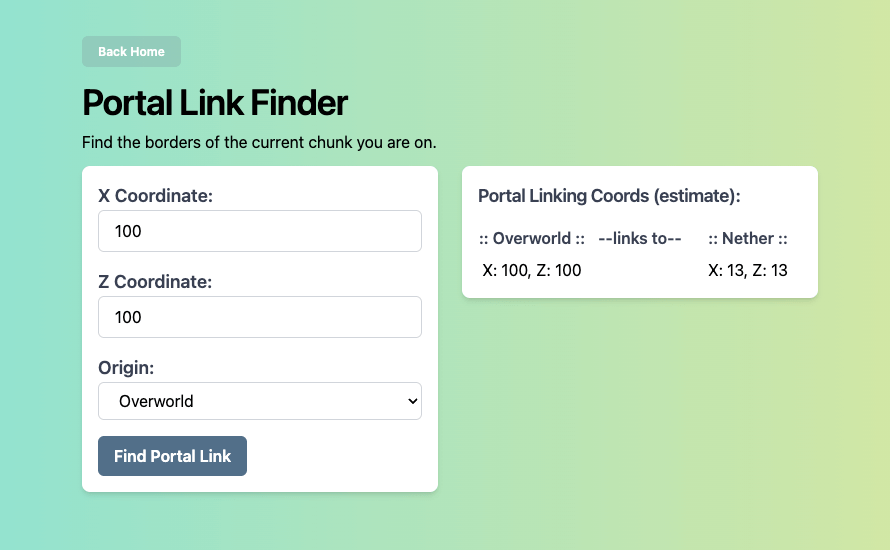 Back Home
Portal Link Finder
Find the borders of the current chunk you are on.
X Coordinate:
100
Z Coordinate:
100
Origin:
Overworld
Find Portal Link
Portal Linking Coords (estimate):
:: Overworld :: --links to-- :: Nether ::
X: 100, Z: 100 X: 13, Z: 13